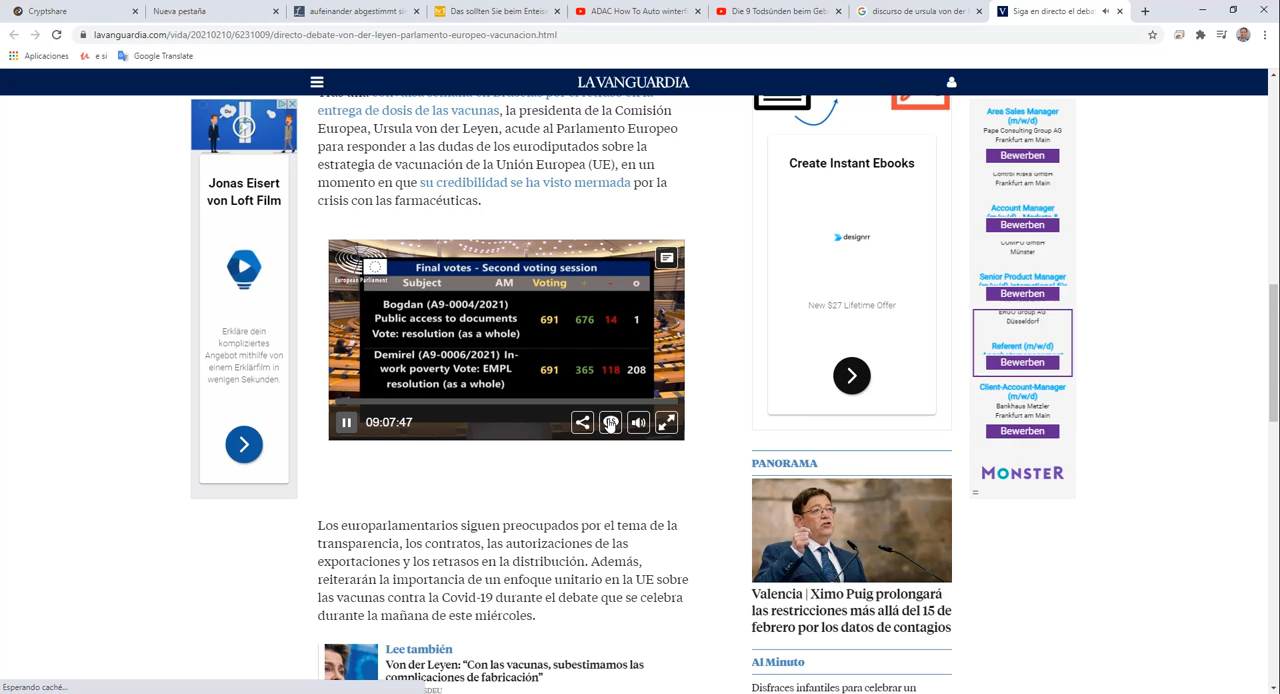 Cryptshare
Nueva pestaña
aufeinander abgestimmt sin
Das sollten Sie beim Enteise
ADAC How To Auto winterf
Die 9 Todsünden beim Geb
discurso de ursula von der
Siga en directo el deba
lavanguardia.com/vida/20210210/6231009/directo-debate-von-der-leyen-parlamento-europeo-vacunacion.html
Aplicaciones
e si
Google Translate
LA VANGUARDIA
entrega de dosis de las vacunas, la presidenta de la Comisión
Europea, Ursula von der Leyen, acude al Parlamento Europeo
para responder a las dudas de los eurodiputados sobre la
estrategia de vacunación de la Unión Europea (UE), en un
momento en que su credibilidad se ha visto mermada por la
crisis con las farmacéuticas.
Jonas Eisert
von Loft Film
Erkläre dein
kompliziertes
Angebot mithilfe von
einem Erklärfilm in
wenigen Sekunden.
European Parliament
Final votes - Second voting session
Subject AM Voting + - o
Bogdan (A9-0004/2021)
Public access to documents 691 676 14 1
Vote: resolution (as a whole)
Demirel (A9-0006/2021) In-
work poverty Vote: EMPL 691 365 118 208
resolution (as a whole)
09:07:47
Los europarlamentarios siguen preocupados por el tema de la
transparencia, los contratos, las autorizaciones de las
exportaciones y los retrasos en la distribución. Además,
reiterarán la importancia de un enfoque unitario en la UE sobre
las vacunas contra la Covid-19 durante el debate que se celebra
durante la mañana de este miércoles.
Lee también
Von der Leyen: “Con las vacunas, subestimamos las
complicaciones de fabricación”
Create Instant Ebooks
designrr
New $27 Lifetime Offer
PANORAMA
Valencia | Ximo Puig prolongará
las restricciones más allá del 15 de
febrero por los datos de contagios
Al Minuto
Disfraces infantiles para celebrar un
Area Sales Manager
(m/w/d)
Pape Consulting Group AG
Frankfurt am Main
Bewerben
Control Risks GmbH
Frankfurt am Main
Account Manager
Bewerben
COMPO GmbH
Münster
Senior Product Manager
Bewerben
ERGO Group AG
Düsseldorf
Referent (m/w/d)
Bewerben
Client-Account-Manager
(m/w/d)
Bankhaus Metzler
Frankfurt am Main
Bewerben
MONSTER
Esperando caché...